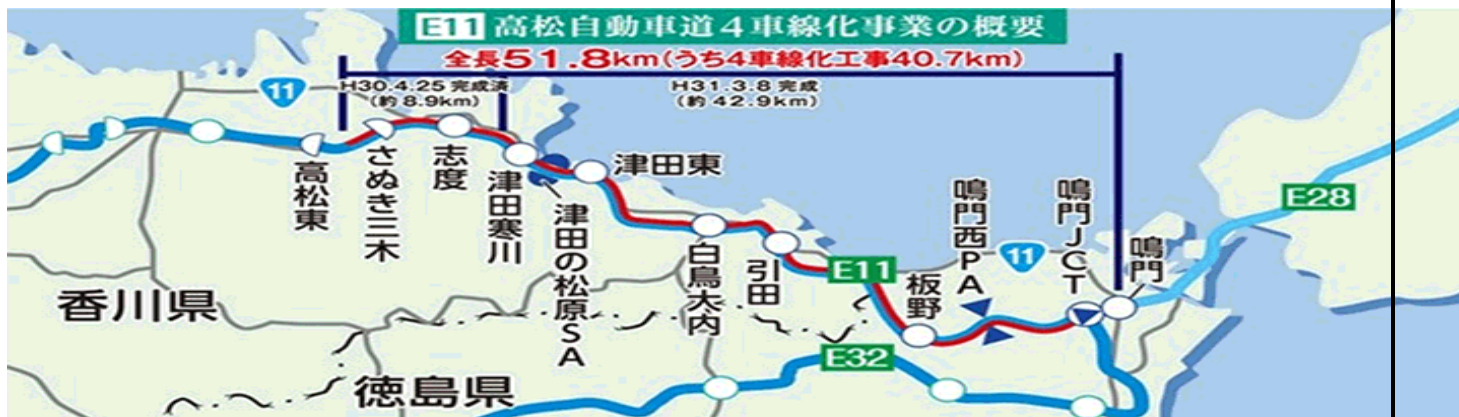 E11 高松自動車道4車線化事業の概要
全長51.8km(うち4車線化工事40.7km)
H30.4.25 完成済
(約 8.9km)
H31.3.8 完成
(約 42.9km)
11
高松東
さぬき三木
志度
津田寒川
津田の松原SA
津田東
白鳥大内
引田
E11
板野
鳴門西PA
11
鳴門JCT
鳴門
E28
香川県
徳島県
E32